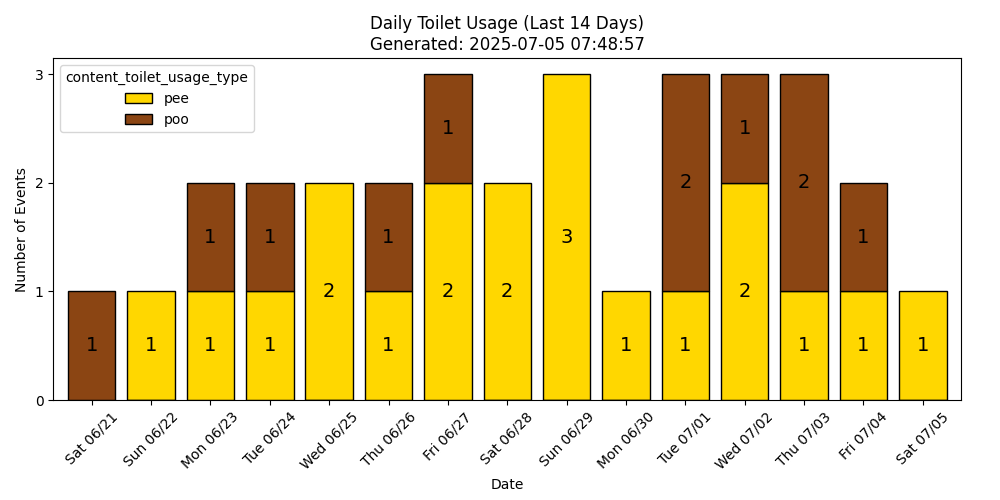 Daily Toilet Usage (Last 14 Days)
Generated: 2025-07-05 07:48:57
content_toilet_usage_type
pee
poo
Number of Events
3
2
1
0
1
1
1
1
1
1
2
1
1
1
2
2
3
1
2
1
1
2
2
1
1
1
1
Sat 06/21
Sun 06/22
Mon 06/23
Tue 06/24
Wed 06/25
Thu 06/26
Fri 06/27
Sat 06/28
Sun 06/29
Mon 06/30
Tue 07/01
Wed 07/02
Thu 07/03
Fri 07/04
Sat 07/05
Date